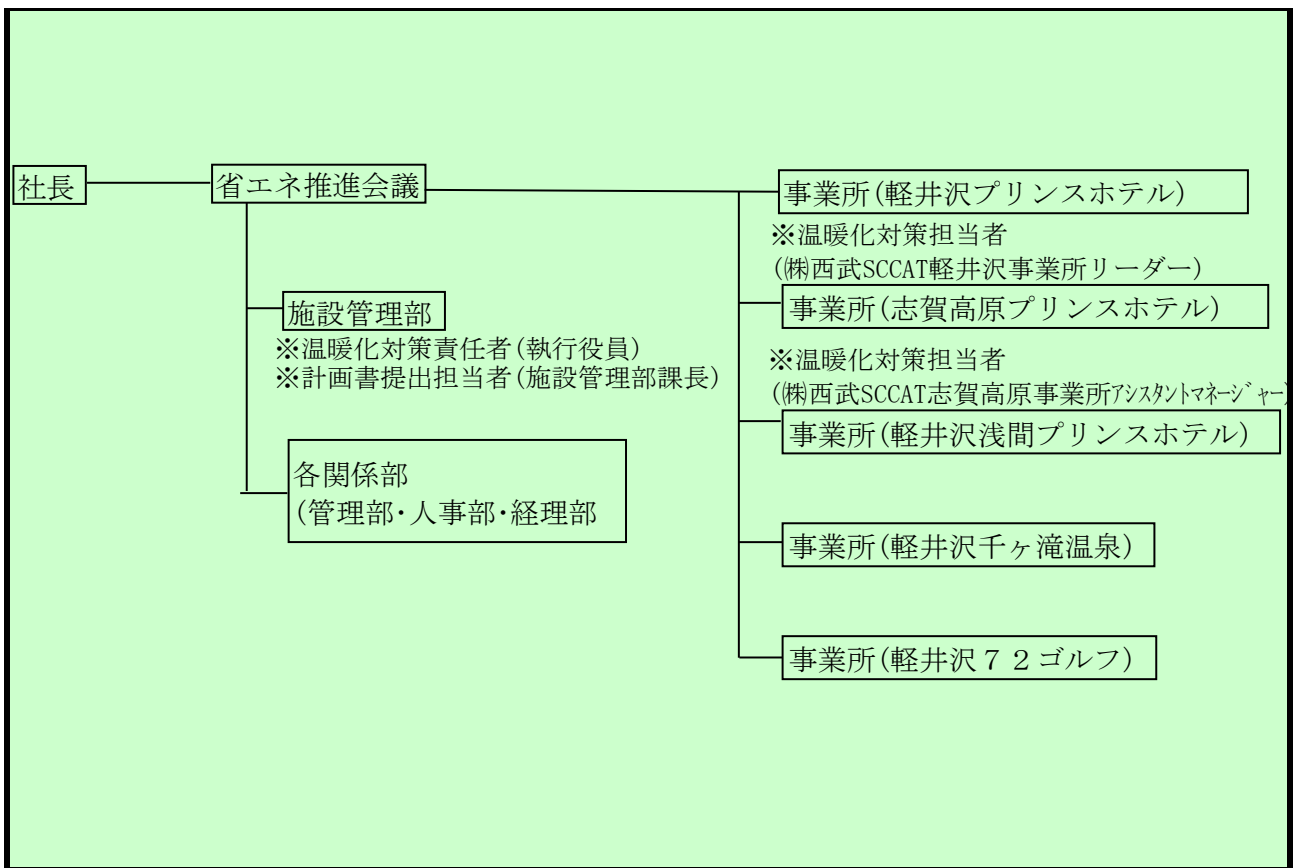 社長
省エネ推進会議
施設管理部
※温暖化対策責任者(執行役員)
※計画書提出担当者(施設管理部課長)
各関係部
(管理部･人事部･経理部
事業所(軽井沢プリンスホテル)
※温暖化対策担当者
(㈱西武SCCAT軽井沢事業所リーダー)
事業所(志賀高原プリンスホテル)
※温暖化対策担当者
(㈱西武SCCAT志賀高原事業所ｱｼｽﾀﾝﾄﾏﾈｰｼﾞｬｰ)
事業所(軽井沢浅間プリンスホテル)
事業所(軽井沢千ヶ滝温泉)
事業所(軽井沢７２ゴルフ)